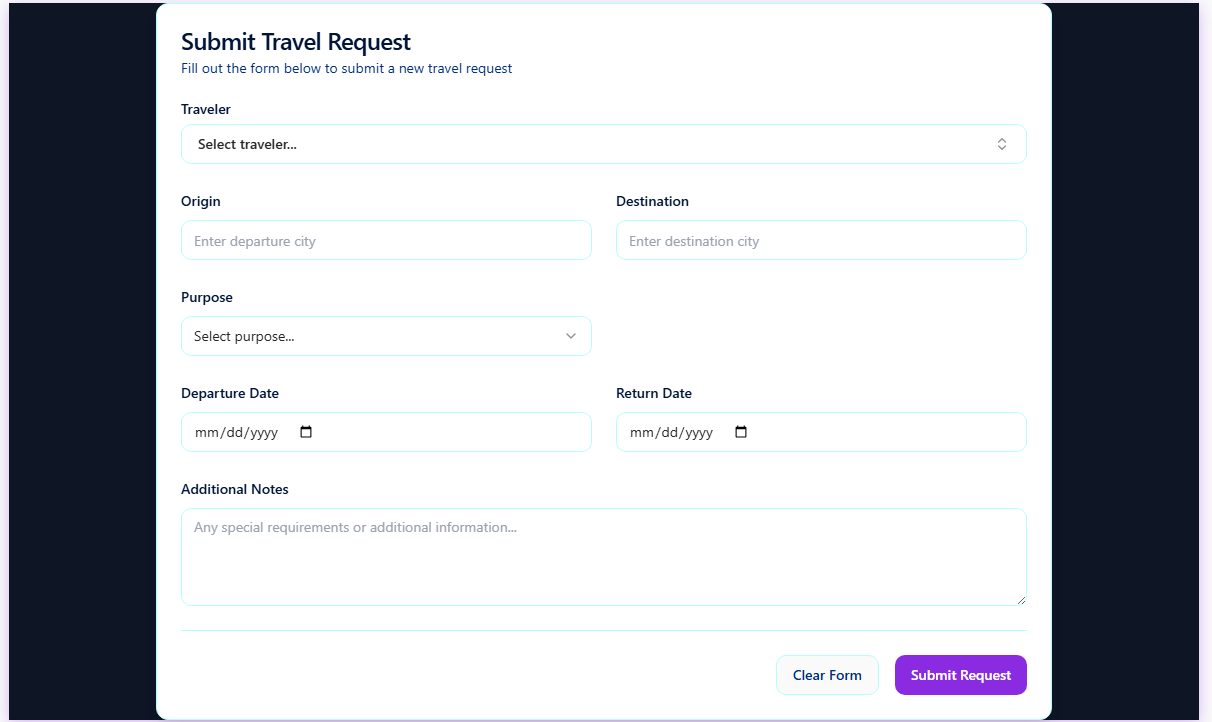 Submit Travel Request
Fill out the form below to submit a new travel request
Traveler
Select traveler...
Origin
Destination
Enter departure city
Enter destination city
Purpose
Select purpose...
Departure Date
Return Date
mm/dd/yyyy
mm/dd/yyyy
Additional Notes
Any special requirements or additional information...
Clear Form
Submit Request